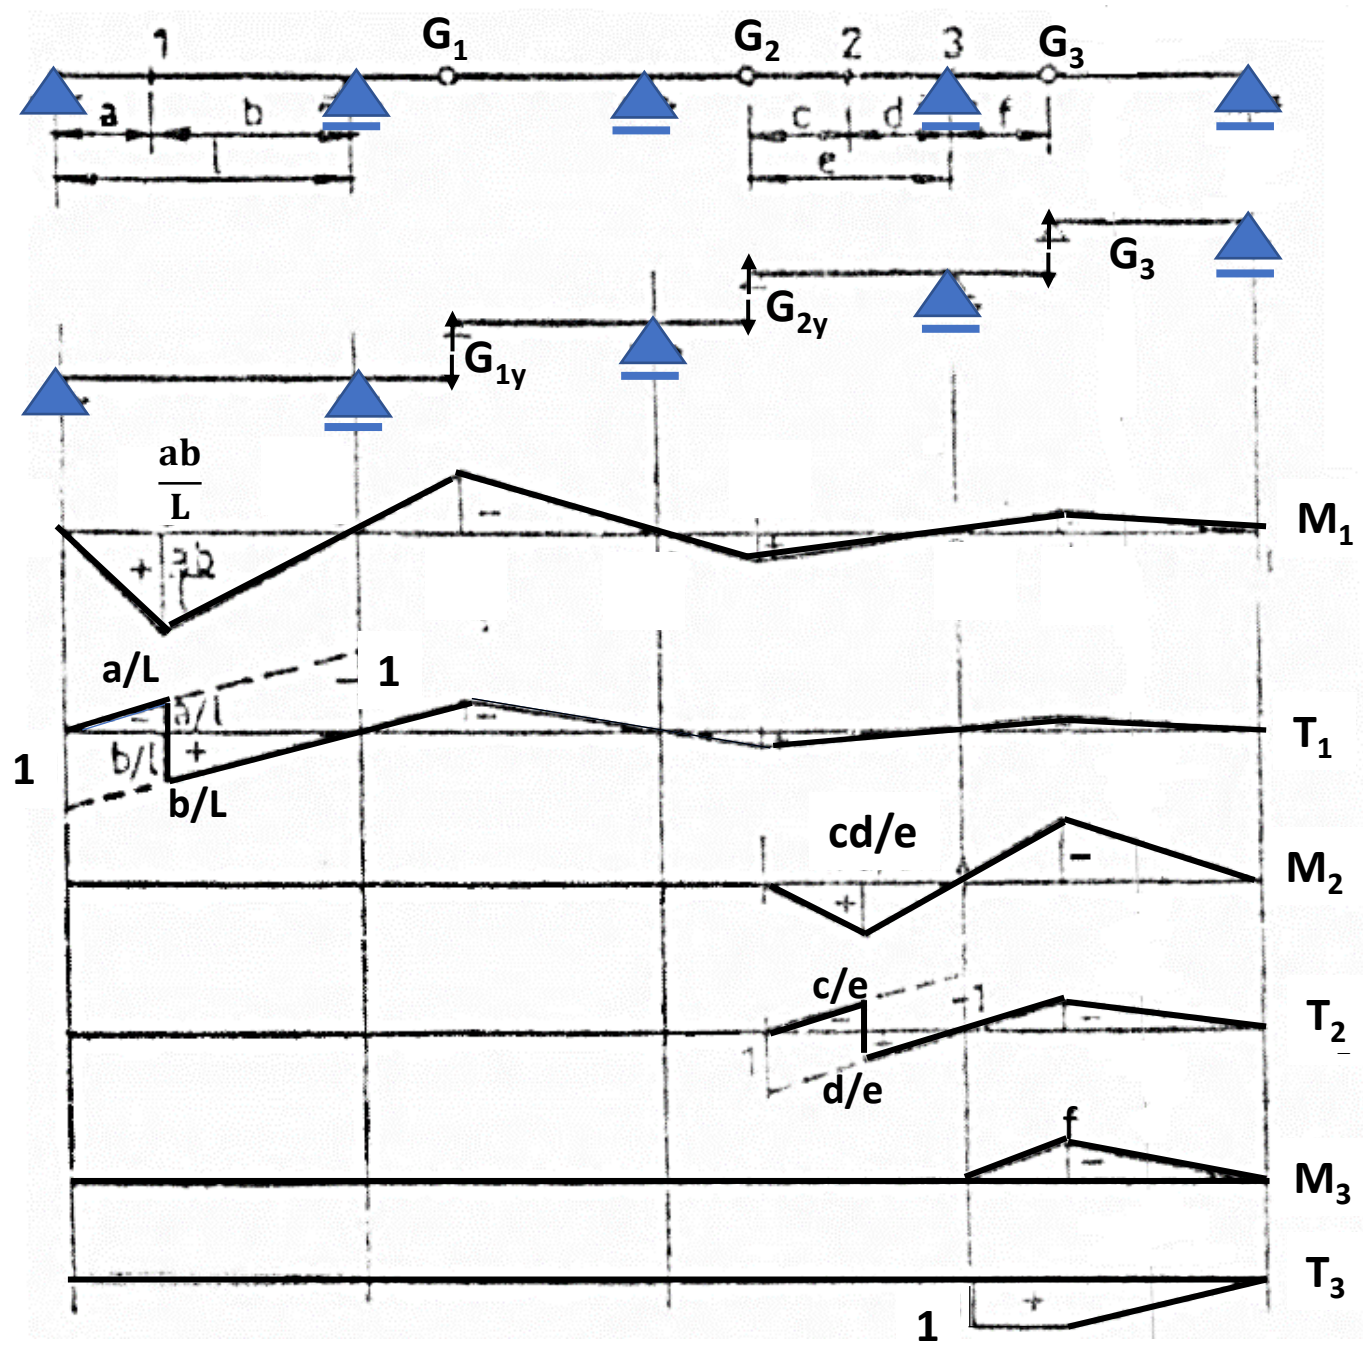 1 G₁ G₂ 2 3 G₃
a b c d f
l e
G₃
G₂y
G₁y
ab
L
M₁
-
+ ab
l
+
a/L
1
- a/l
-
T₁
1 b/l +
b/L
cd/e
-
M₂
+
c/e
-1
-
-
T₂
1
d/e
f
-
M₃
T₃
+
1